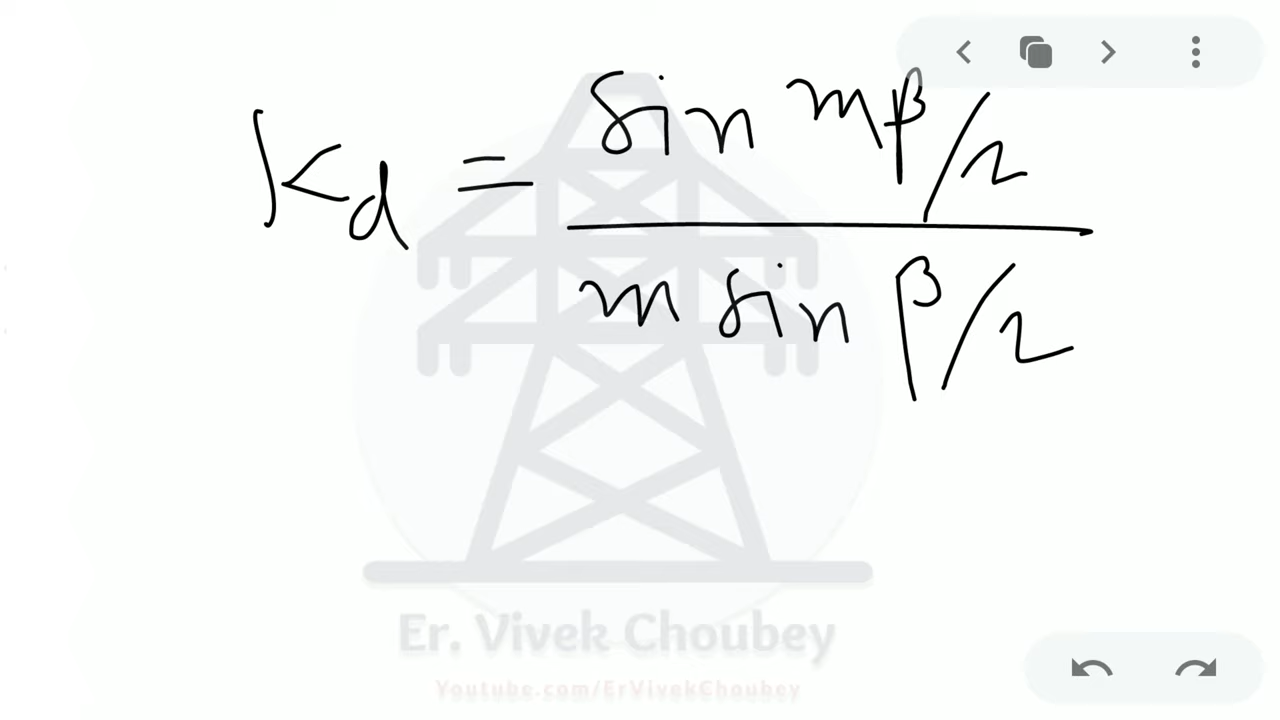 Kd = sin mβ/2
m sin β/2
Er. Vivek Choubey
Youtube.com/ErVivekChoubey